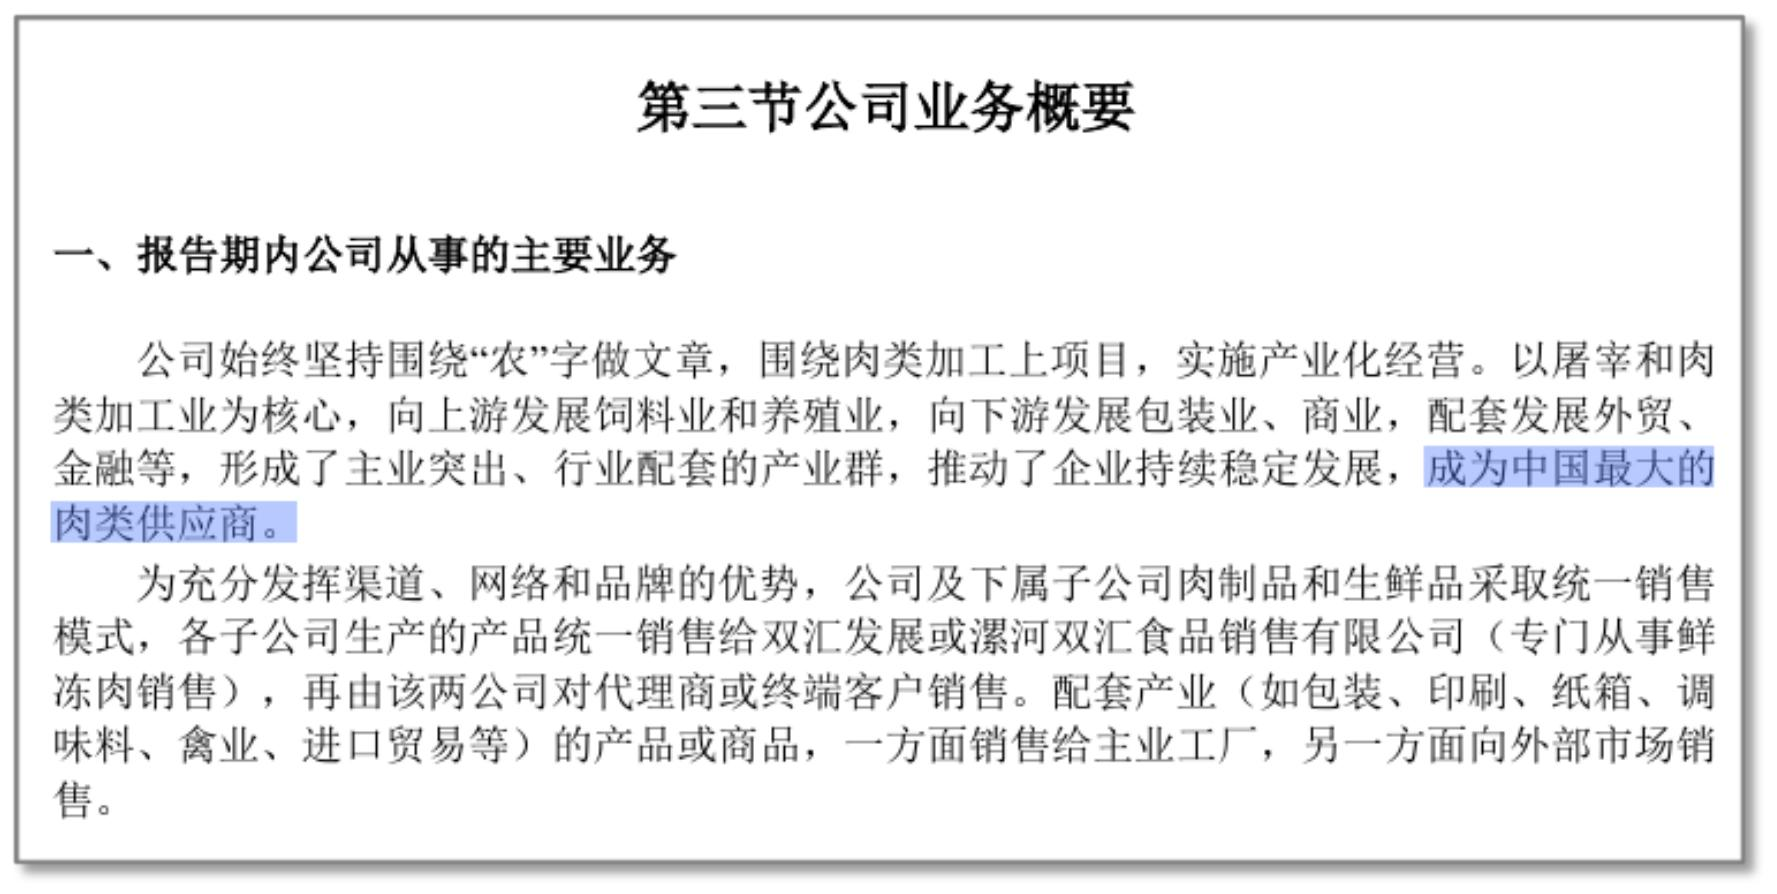 第三节公司业务概要
一、报告期内公司从事的主要业务
公司始终坚持围绕“农”字做文章，围绕肉类加工上项目，实施产业化经营。以屠宰和肉
类加工业为核心，向上游发展饲料业和养殖业，向下游发展包装业、商业，配套发展外贸、
金融等，形成了主业突出、行业配套的产业群，推动了企业持续稳定发展，成为中国最大的
肉类供应商。
为充分发挥渠道、网络和品牌的优势，公司及下属子公司肉制品和生鲜品采取统一销售
模式，各子公司生产的产品统一销售给双汇发展或漯河双汇食品销售有限公司（专门从事鲜
冻肉销售），再由该两公司对代理商或终端客户销售。配套产业（如包装、印刷、纸箱、调
味料、禽业、进口贸易等）的产品或商品，一方面销售给主业工厂，另一方面向外部市场销
售。